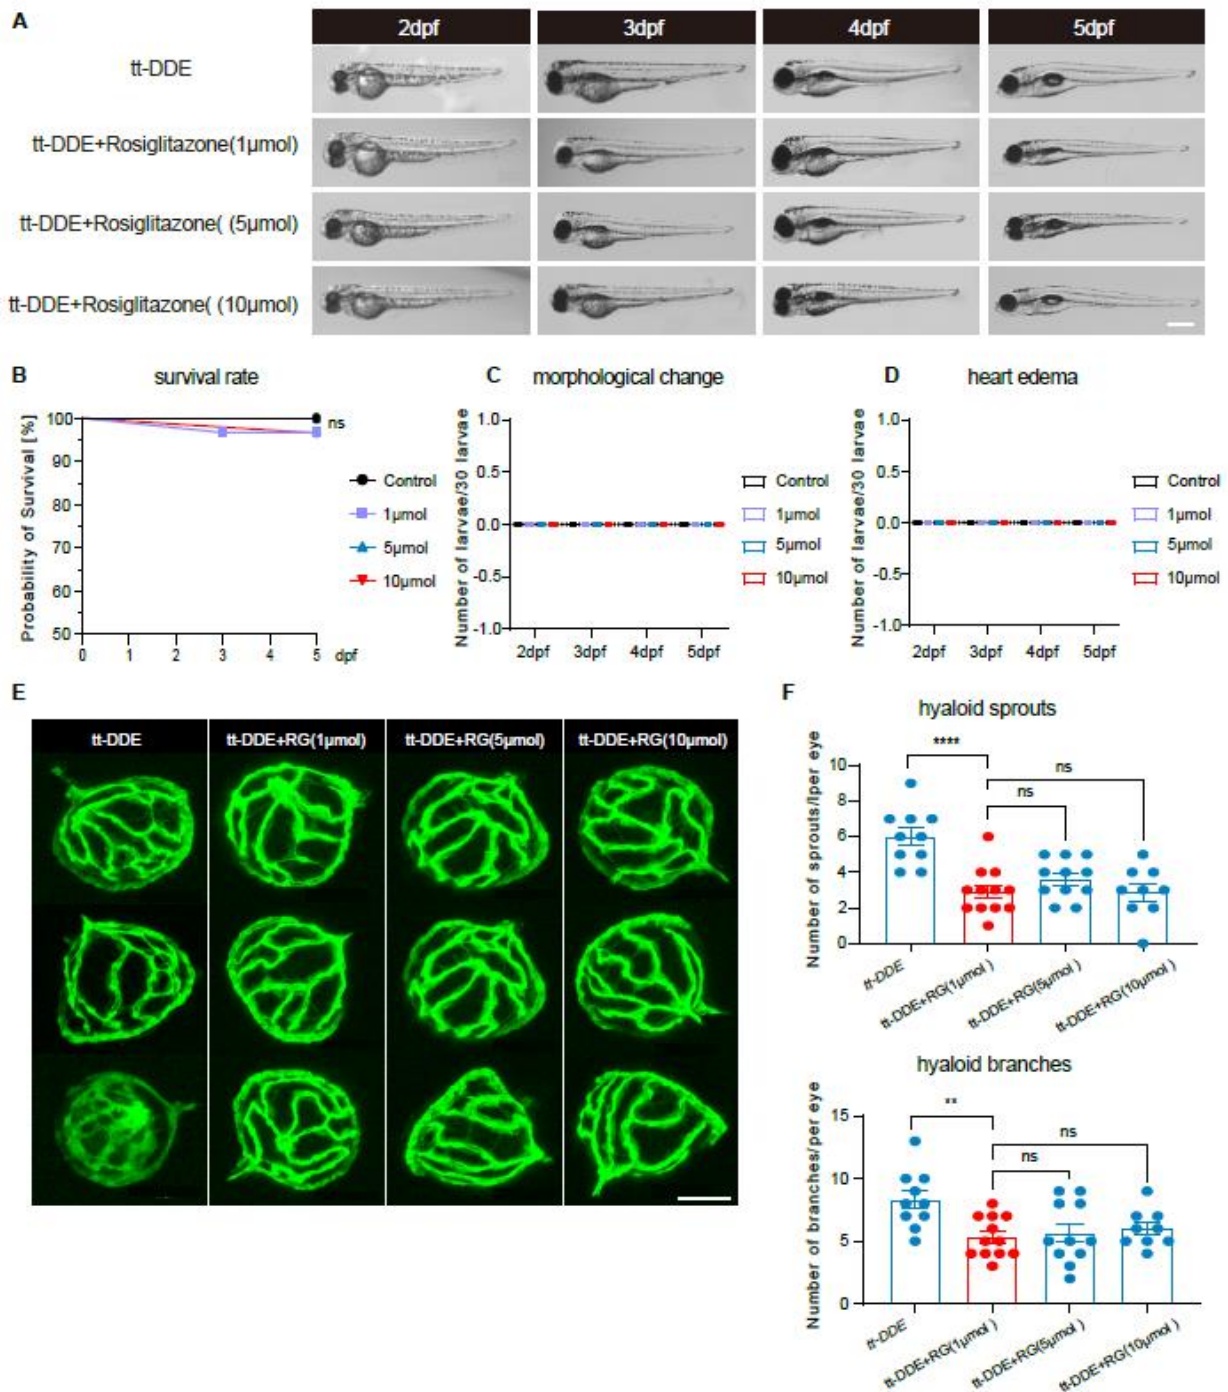 A
2dpf 3dpf 4dpf 5dpf
tt-DDE
tt-DDE+Rosiglitazone(1µmol)
tt-DDE+Rosiglitazone( (5µmol)
tt-DDE+Rosiglitazone( (10µmol)
B survival rate
Probability of Survival [%]
100
90
80
70
60
50
0 1 2 3 4 5 dpf
ns
Control
1µmol
5µmol
10µmol
C morphological change
Number of larvae/30 larvae
1.0
0.5
0.0
-0.5
-1.0
2dpf 3dpf 4dpf 5dpf
Control
1µmol
5µmol
10µmol
D heart edema
Number of larvae/30 larvae
1.0
0.5
0.0
-0.5
-1.0
2dpf 3dpf 4dpf 5dpf
Control
1µmol
5µmol
10µmol
E
tt-DDE tt-DDE+RG(1µmol) tt-DDE+RG(5µmol) tt-DDE+RG(10µmol)
F
hyaloid sprouts
Number of sprouts/lper eye
10
8
6
4
2
0
****
ns
ns
tt-DDE
tt-DDE+RG(1µmol )
tt-DDE+RG(5µmol )
tt-DDE+RG(10µmol )
hyaloid branches
Number of branches/per eye
15
10
5
0
**
ns
ns
tt-DDE
tt-DDE+RG(1µmol )
tt-DDE+RG(5µmol )
tt-DDE+RG(10µmol )